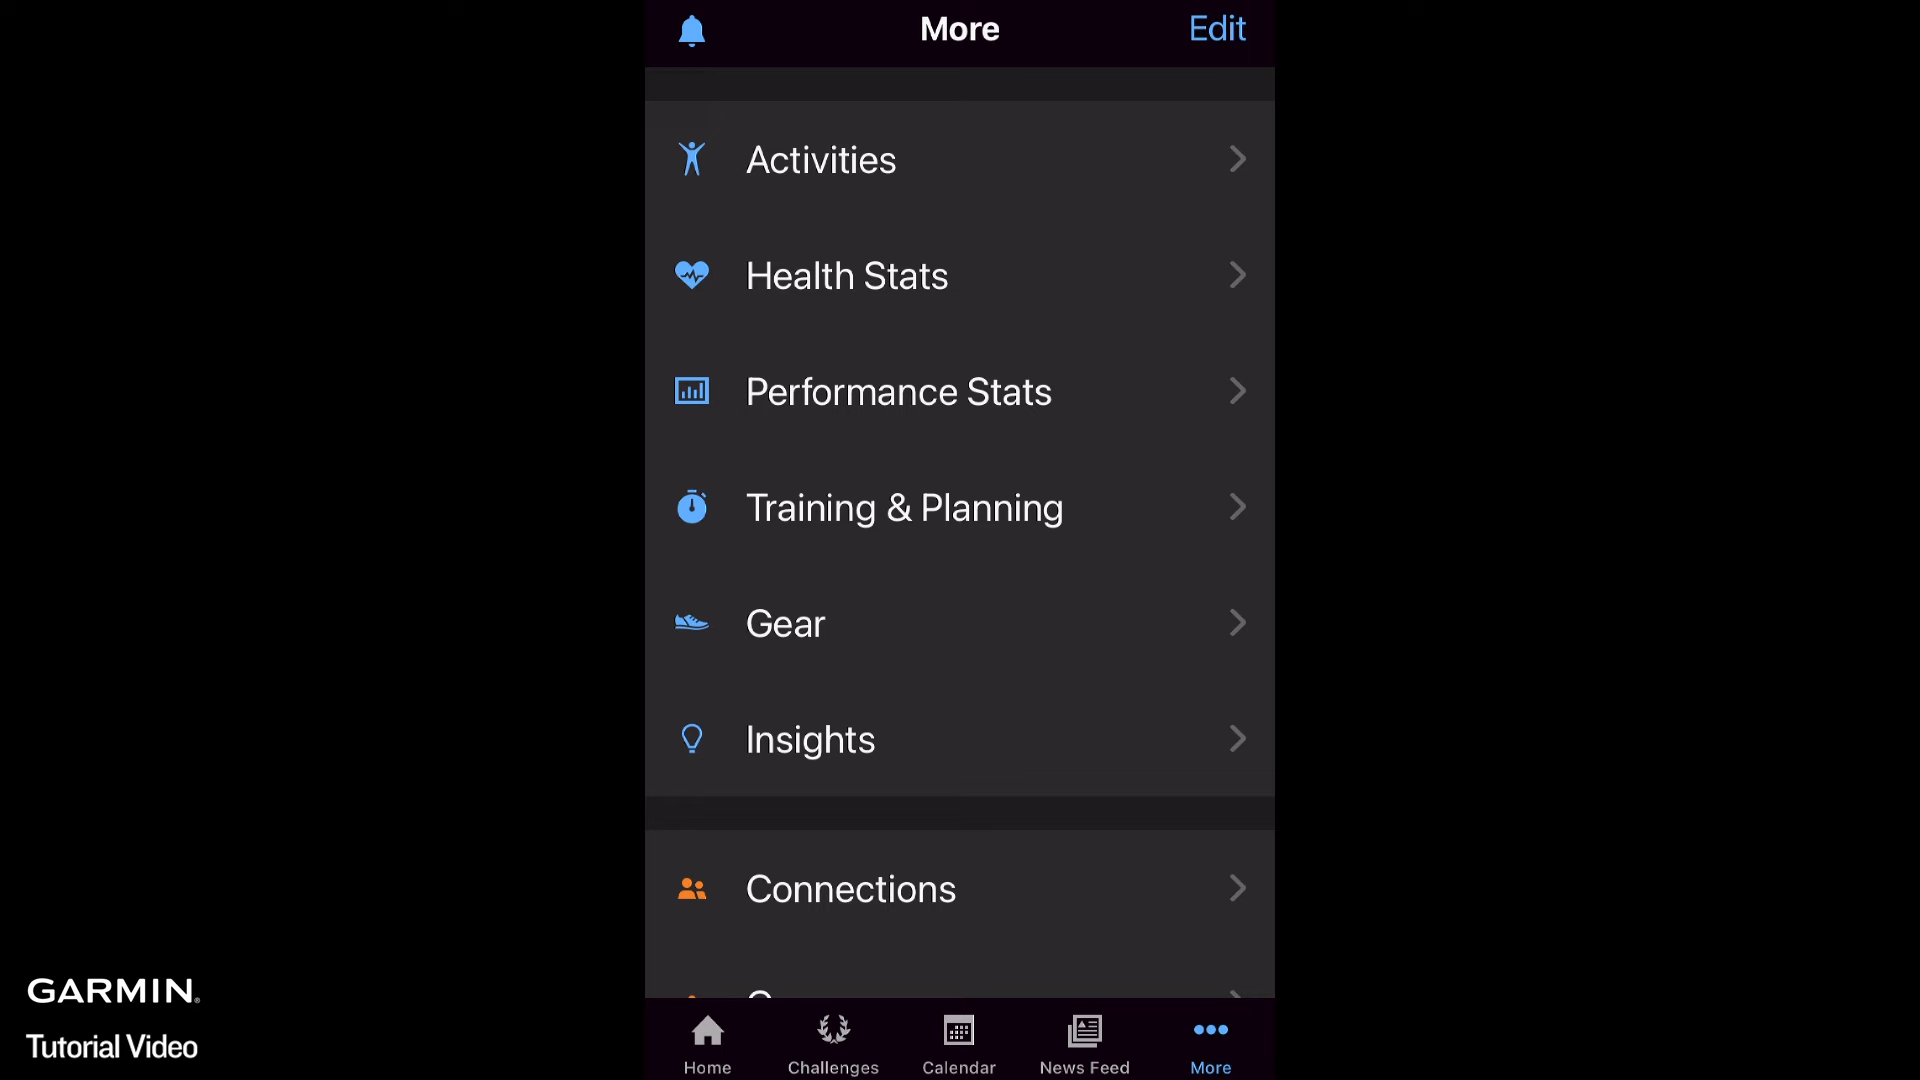 More
Edit
Activities
Health Stats
Performance Stats
Training & Planning
Gear
Insights
Connections
GARMIN
Tutorial Video
Home
Challenges
Calendar
News Feed
More